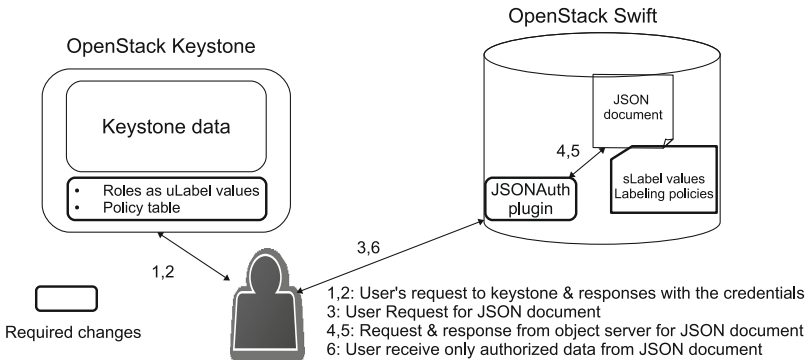 OpenStack Swift
OpenStack Keystone
Keystone data
• Roles as uLabel values
• Policy table
JSON
document
4,5
sLabel values
Labeling policies
JSONAuth
plugin
3,6
1,2
Required changes
1,2: User's request to keystone & responses with the credentials
3: User Request for JSON document
4,5: Request & response from object server for JSON document
6: User receive only authorized data from JSON document